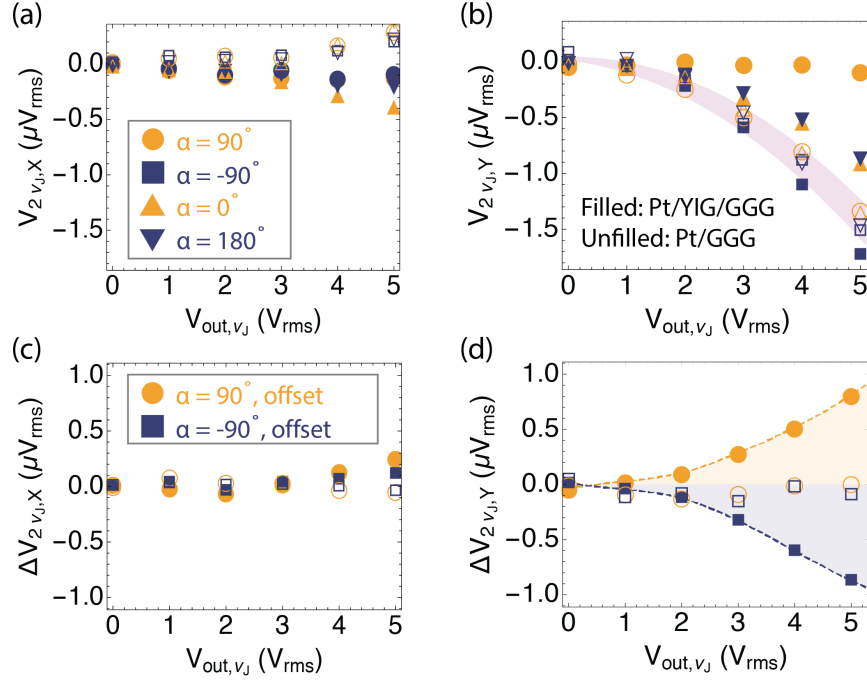 (a)
V2νJ,X (μVrms)
0.0
−0.5
−1.0
−1.5
α = 90°
α = -90°
α = 0°
α = 180°
0 1 2 3 4 5
Vout,νJ (Vrms)
(b)
V2νJ,Y (μVrms)
0.0
−0.5
−1.0
−1.5
Filled: Pt/YIG/GGG
Unfilled: Pt/GGG
0 1 2 3 4 5
Vout,νJ (Vrms)
(c)
ΔV2νJ,X (μVrms)
1.0
0.5
0.0
−0.5
−1.0
α = 90°, offset
α = -90°, offset
0 1 2 3 4 5
Vout,νJ (Vrms)
(d)
ΔV2νJ,Y (μVrms)
1.0
0.5
0.0
−0.5
−1.0
0 1 2 3 4 5
Vout,νJ (Vrms)